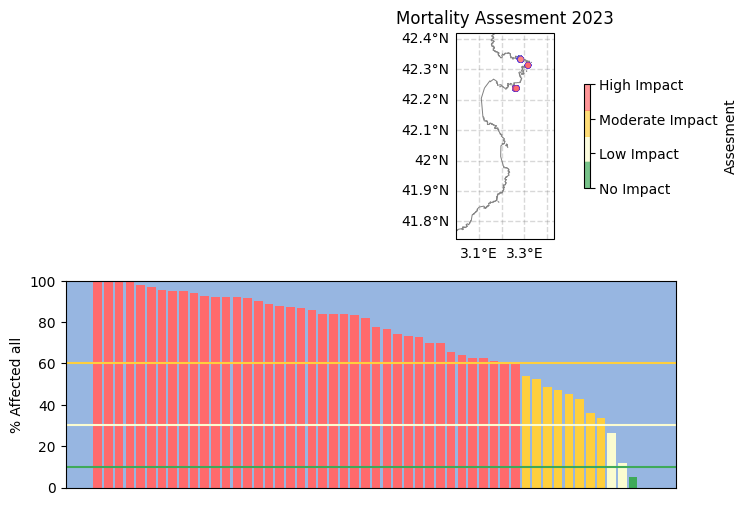 Mortality Assesment 2023
42.4°N
42.3°N
42.2°N
42.1°N
42°N
41.9°N
41.8°N
3.1°E 3.3°E
High Impact
Moderate Impact
Low Impact
No Impact
Assesment
100
80
60
40
20
0
% Affected all